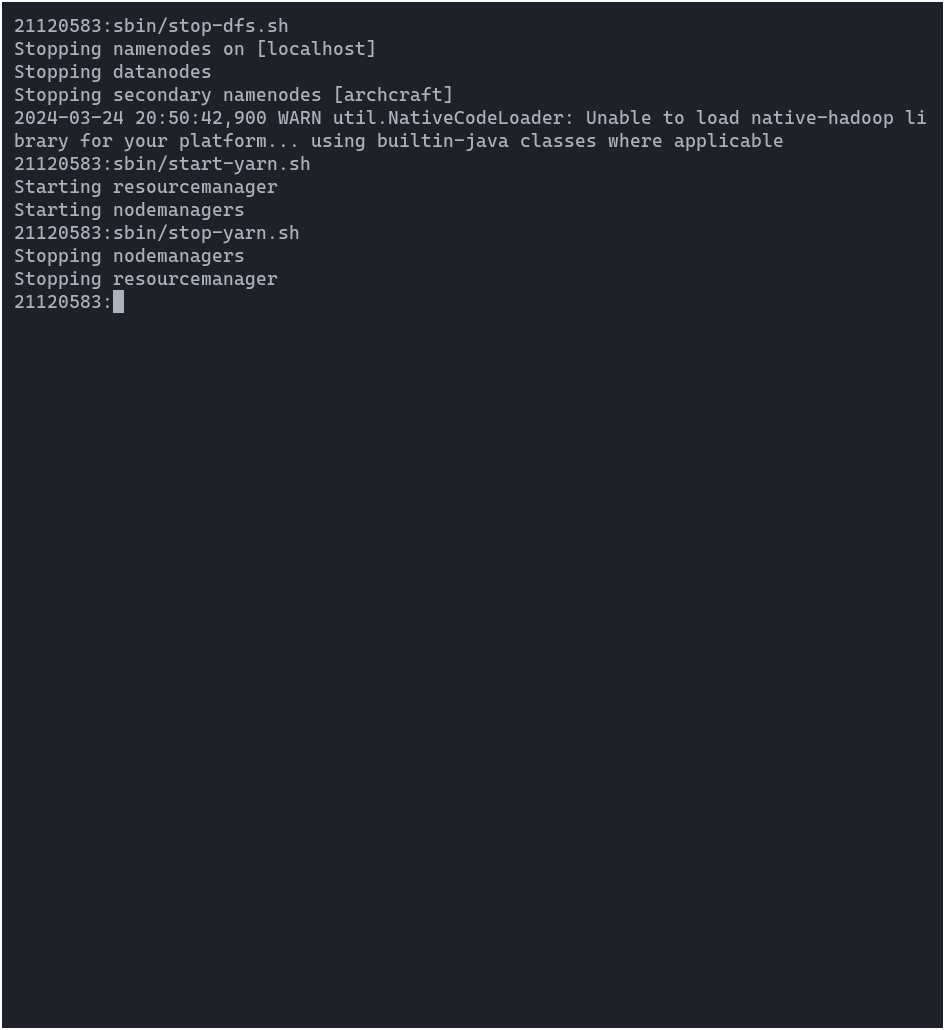 21120583:sbin/stop-dfs.sh
Stopping namenodes on [localhost]
Stopping datanodes
Stopping secondary namenodes [archcraft]
2024-03-24 20:50:42,900 WARN util.NativeCodeLoader: Unable to load native-hadoop li
brary for your platform... using builtin-java classes where applicable
21120583:sbin/start-yarn.sh
Starting resourcemanager
Starting nodemanagers
21120583:sbin/stop-yarn.sh
Stopping nodemanagers
Stopping resourcemanager
21120583: